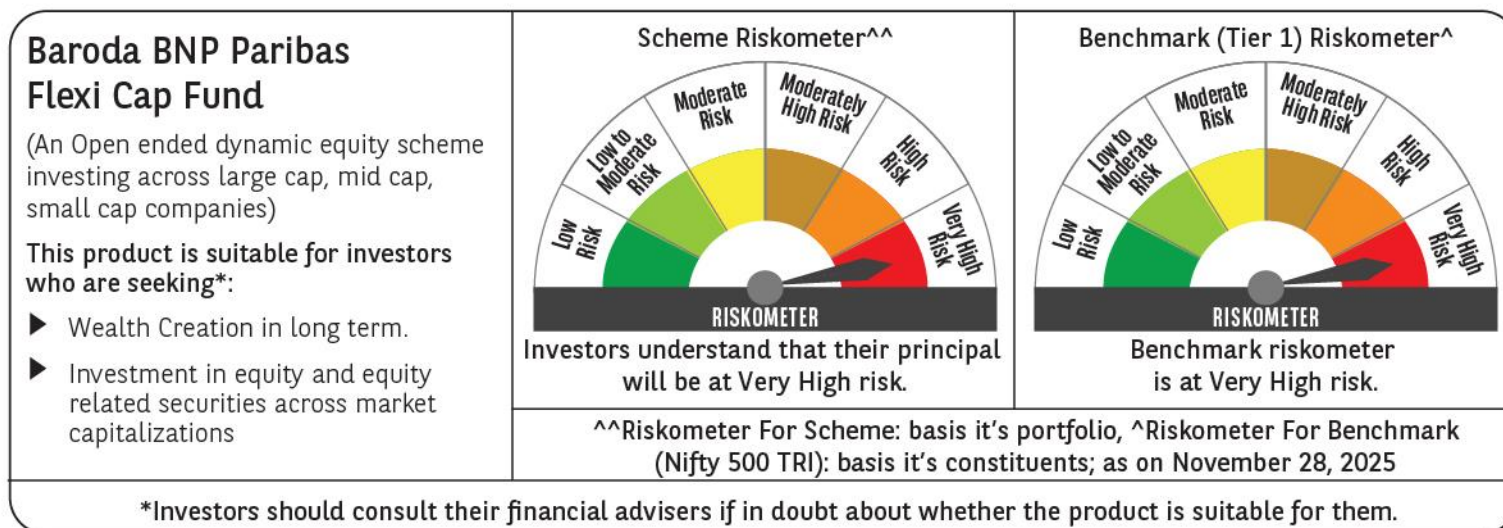 Baroda BNP Paribas
Flexi Cap Fund
(An Open ended dynamic equity scheme
investing across large cap, mid cap,
small cap companies)
This product is suitable for investors
who are seeking*:
▶ Wealth Creation in long term.
▶ Investment in equity and equity
related securities across market
capitalizations
Scheme Riskometer^^
Low
Risk
Low to
Moderate
Risk
Moderate
Risk
Moderately
High Risk
High
Risk
Very High
Risk
RISKOMETER
Investors understand that their principal
will be at Very High risk.
Benchmark (Tier 1) Riskometer^
Low
Risk
Low to
Moderate
Risk
Moderate
Risk
Moderately
High Risk
High
Risk
Very High
Risk
RISKOMETER
Benchmark riskometer
is at Very High risk.
^^Riskometer For Scheme: basis it's portfolio, ^Riskometer For Benchmark
(Nifty 500 TRI): basis it's constituents; as on November 28, 2025
*Investors should consult their financial advisers if in doubt about whether the product is suitable for them.